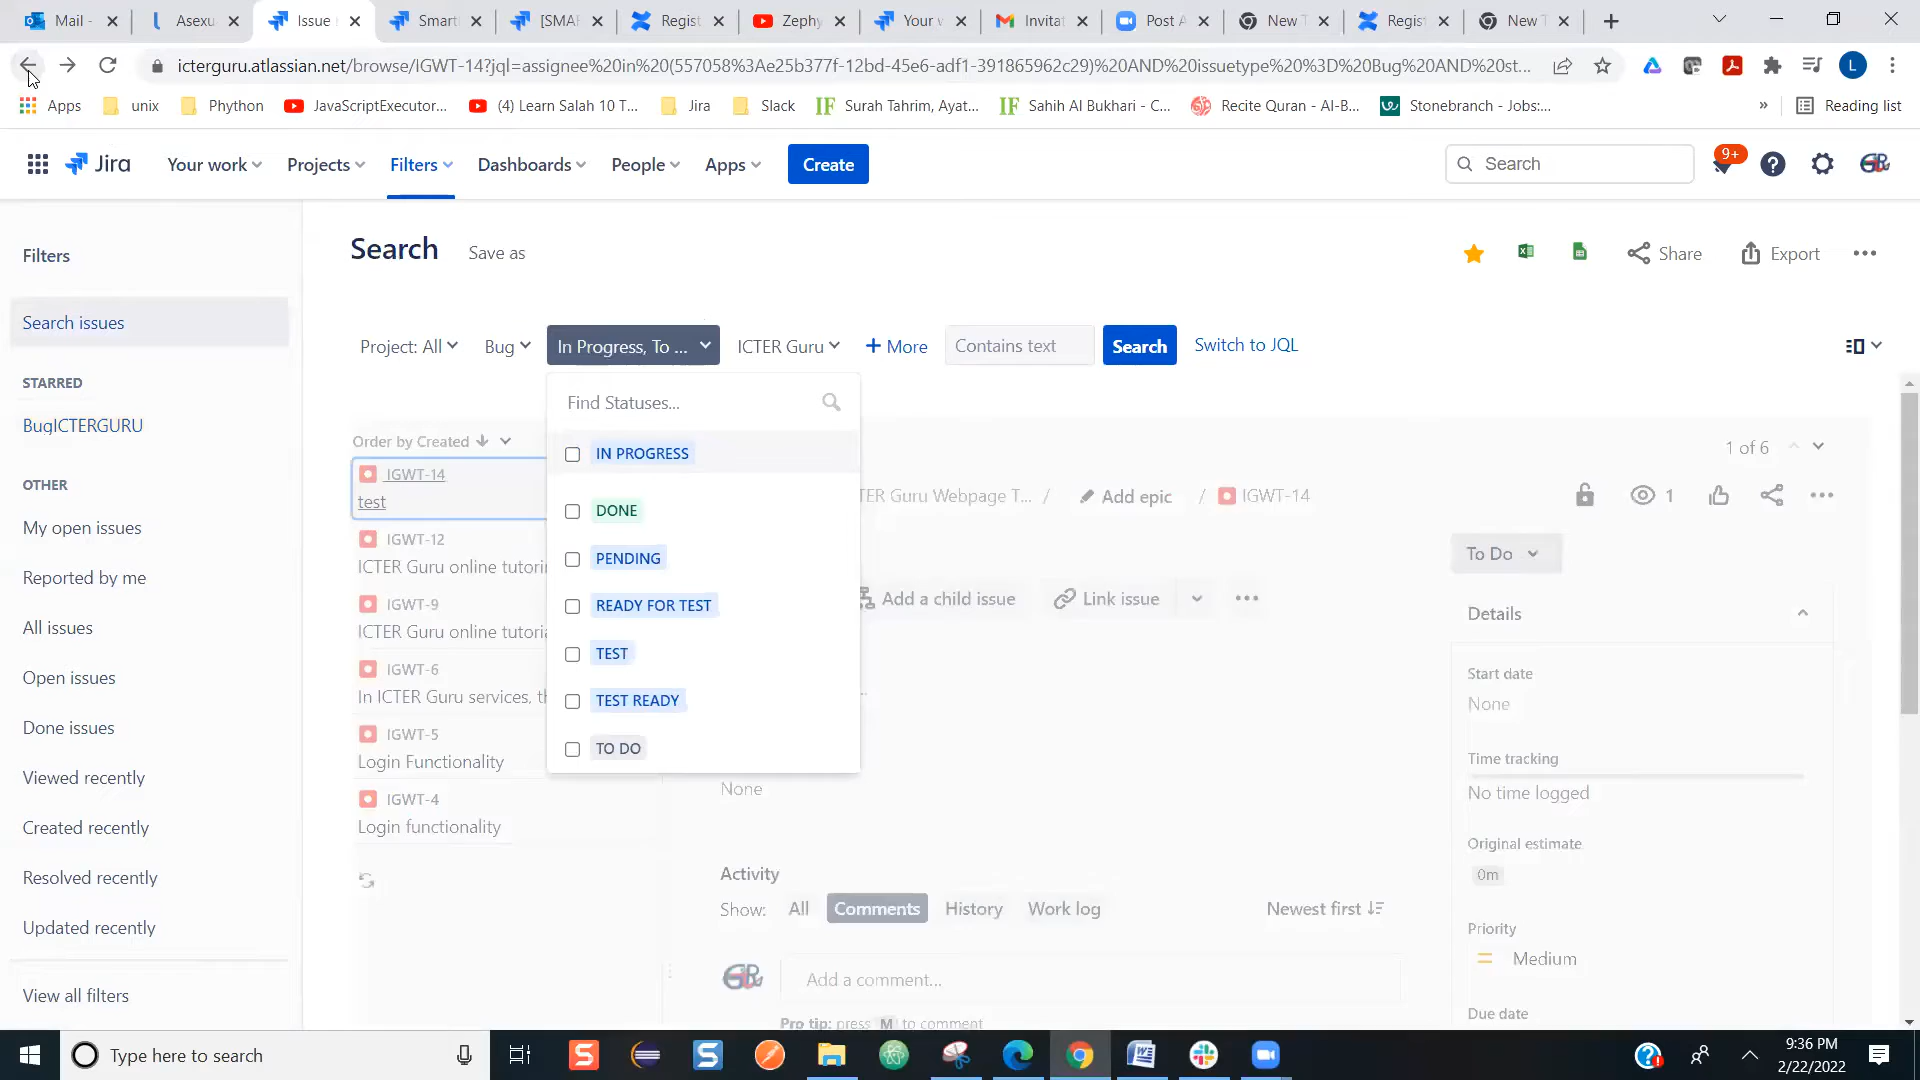 Mail -
Asexu
Issue
Smart
[SMAR
Regist
Zephy
Your w
Invitat
Post A
New T
Regist
New T
icterguru.atlassian.net/browse/IGWT-14?jql=assignee%20in%20(557058%3Ae25b377f-12bd-45e6-adf1-391865962c29)%20AND%20issuetype%20%3D%20Bug%20AND%20st...
L
Apps
unix
Phython
JavaScriptExecutor...
(4) Learn Salah 10 T...
Jira
Slack
IF Surah Tahrim, Ayat...
IF Sahih Al Bukhari - C...
Recite Quran - Al-B...
Stonebranch - Jobs:...
»
Reading list
Jira
Your work
Projects
Filters
Dashboards
People
Apps
Create
Search
9+
Filters
Search issues
STARRED
BugICTERGURU
OTHER
My open issues
Reported by me
All issues
Open issues
Done issues
Viewed recently
Created recently
Resolved recently
Updated recently
View all filters
Search
Save as
Share
Export
Project: All
Bug
In Progress, To ...
ICTER Guru
+ More
Contains text
Search
Switch to JQL
Find Statuses...
IN PROGRESS
DONE
PENDING
READY FOR TEST
TEST
TEST READY
TO DO
Order by Created
IGWT-14
test
IGWT-12
ICTER Guru online tutorin
IGWT-9
ICTER Guru online tutoria
IGWT-6
In ICTER Guru services, th
IGWT-5
Login Functionality
IGWT-4
Login functionality
1 of 6
TER Guru Webpage T... /
Add epic
/ IGWT-14
1
To Do
Add a child issue
Link issue
Details
Start date
None
Time tracking
No time logged
Original estimate
0m
Priority
Medium
Due date
None
Activity
Show:
All
Comments
History
Work log
Newest first
Add a comment...
Pro tip: press M to comment
Type here to search
9:36 PM
2/22/2022